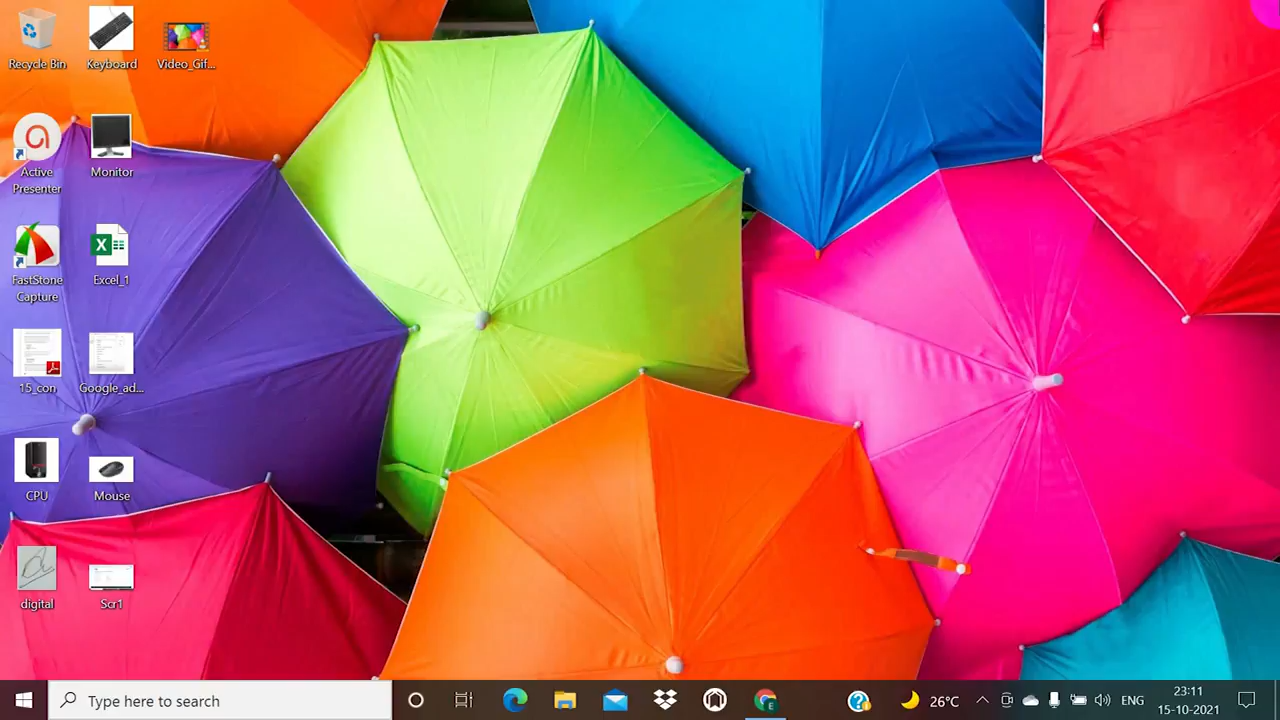 Recycle Bin
Keyboard
Video_Gif...
Active
Presenter
Monitor
FastStone
Capture
Excel_1
15_con
Google_ad...
CPU
Mouse
digital
Scr1
Type here to search
26°C
ENG
23:11
15-10-2021